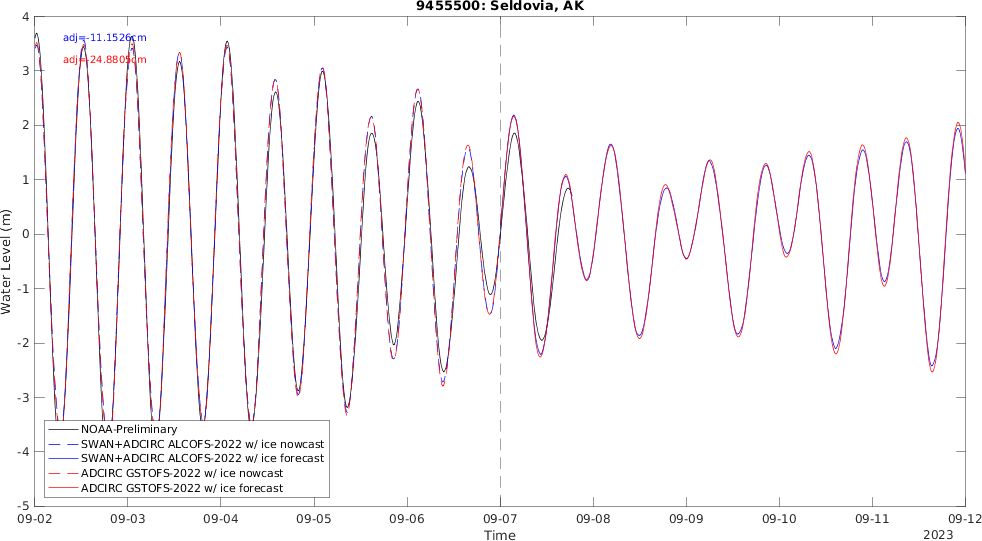 9455500: Seldovia, AK
adj=-11.1526cm
adj=-24.8805cm
Water Level (m)
4
3
2
1
0
-1
-2
-3
-4
-5
NOAA-Preliminary
SWAN+ADCIRC ALCOFS-2022 w/ ice nowcast
SWAN+ADCIRC ALCOFS-2022 w/ ice forecast
ADCIRC GSTOFS-2022 w/ ice nowcast
ADCIRC GSTOFS-2022 w/ ice forecast
09-02 09-03 09-04 09-05 09-06 09-07 09-08 09-09 09-10 09-11 09-12
Time
2023